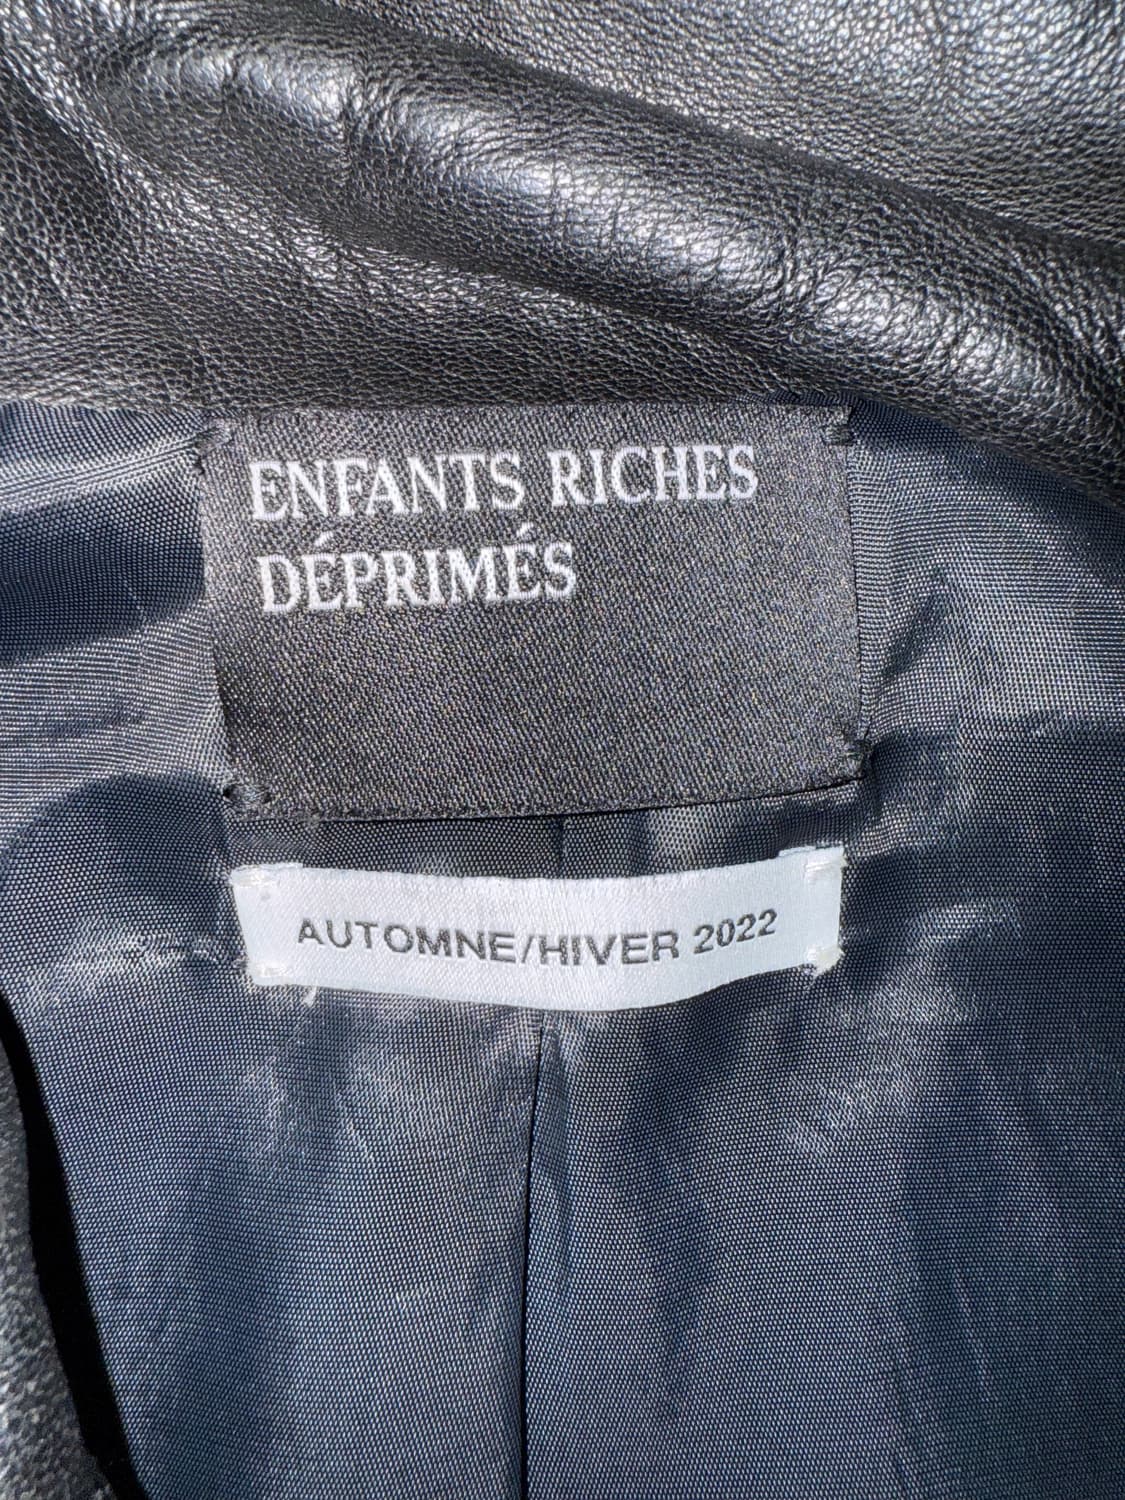 ENFANTS RICHES
DÉPRIMÉS
AUTOMNE/HIVER 2022